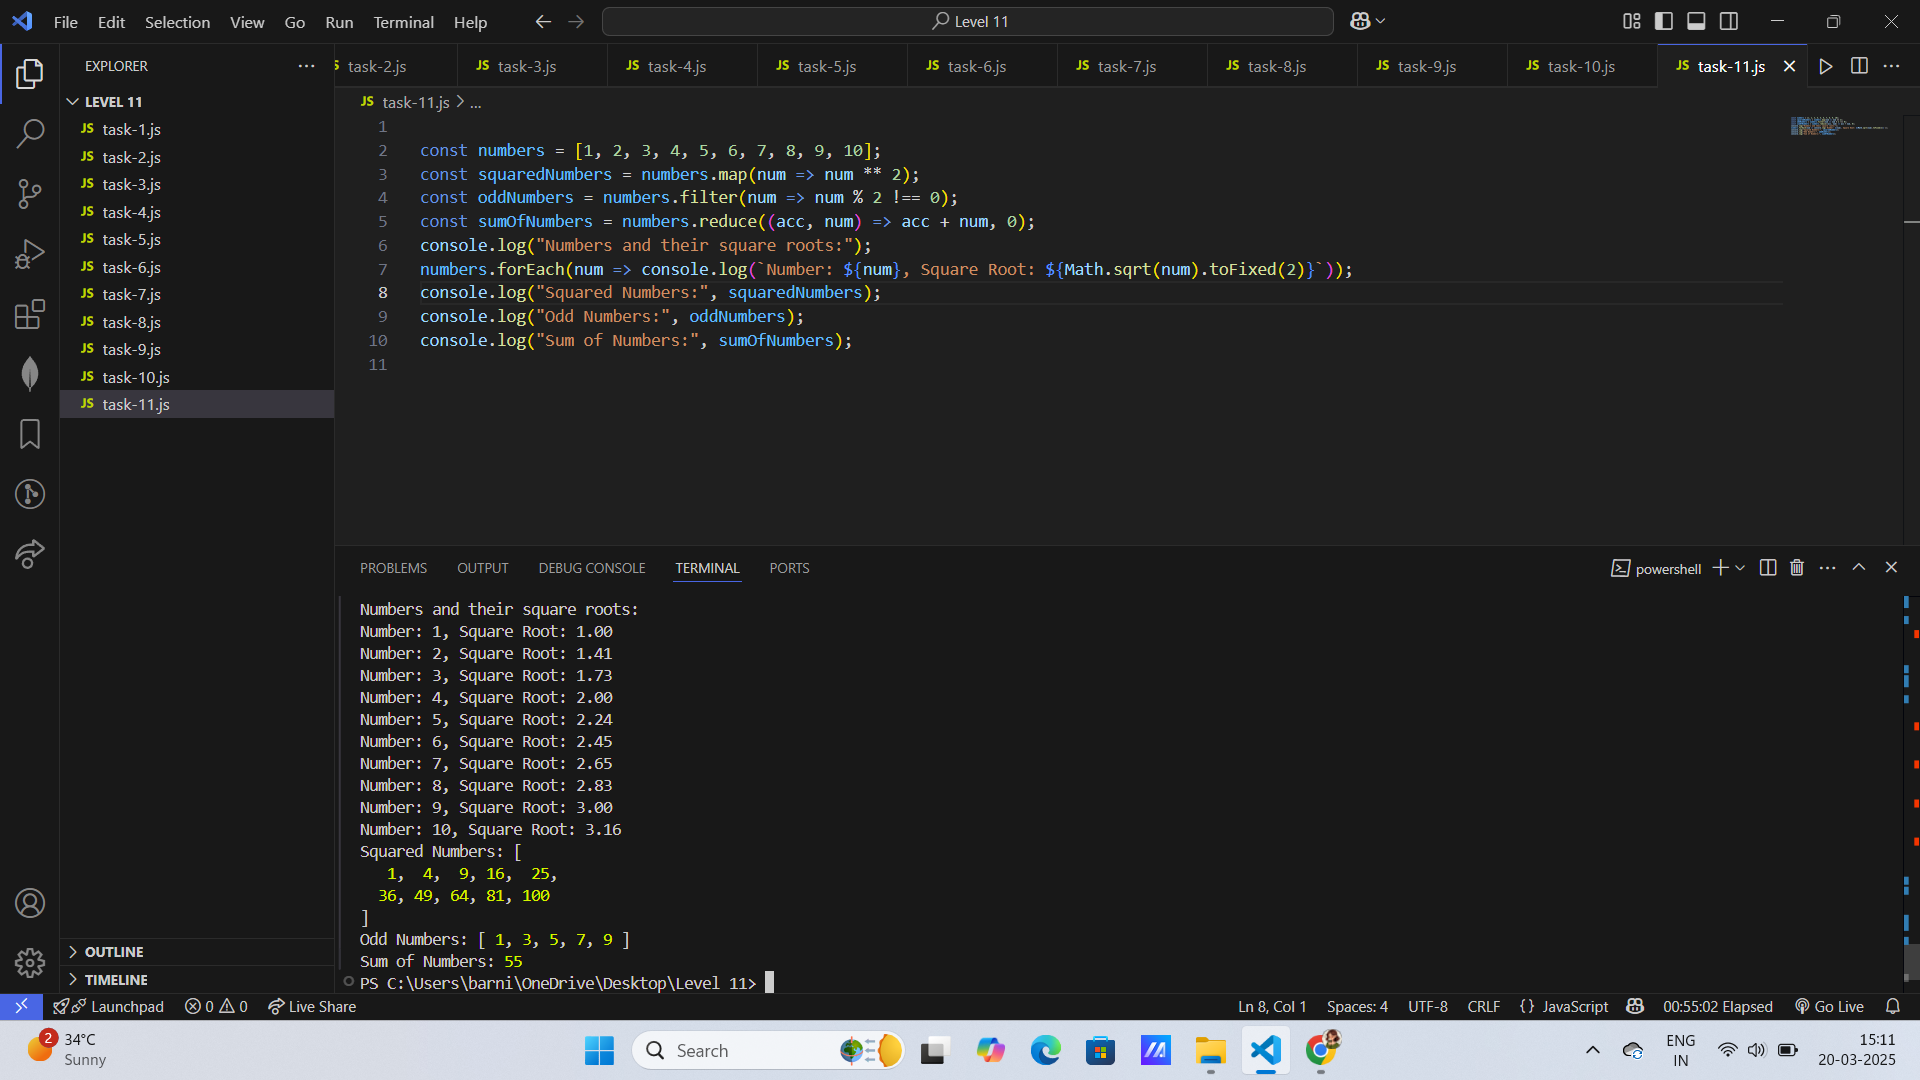 File Edit Selection View Go Run Terminal Help
Level 11
EXPLORER
LEVEL 11
JS task-1.js
JS task-2.js
JS task-3.js
JS task-4.js
JS task-5.js
JS task-6.js
JS task-7.js
JS task-8.js
JS task-9.js
JS task-10.js
JS task-11.js
OUTLINE
TIMELINE
task-2.js JS task-3.js JS task-4.js JS task-5.js JS task-6.js JS task-7.js JS task-8.js JS task-9.js JS task-10.js JS task-11.js
JS task-11.js > ...
1
2 const numbers = [1, 2, 3, 4, 5, 6, 7, 8, 9, 10];
3 const squaredNumbers = numbers.map(num => num ** 2);
4 const oddNumbers = numbers.filter(num => num % 2 !== 0);
5 const sumOfNumbers = numbers.reduce((acc, num) => acc + num, 0);
6 console.log("Numbers and their square roots:");
7 numbers.forEach(num => console.log(`Number: ${num}, Square Root: ${Math.sqrt(num).toFixed(2)}`));
8 console.log("Squared Numbers:", squaredNumbers);
9 console.log("Odd Numbers:", oddNumbers);
10 console.log("Sum of Numbers:", sumOfNumbers);
11
PROBLEMS OUTPUT DEBUG CONSOLE TERMINAL PORTS
powershell
Numbers and their square roots:
Number: 1, Square Root: 1.00
Number: 2, Square Root: 1.41
Number: 3, Square Root: 1.73
Number: 4, Square Root: 2.00
Number: 5, Square Root: 2.24
Number: 6, Square Root: 2.45
Number: 7, Square Root: 2.65
Number: 8, Square Root: 2.83
Number: 9, Square Root: 3.00
Number: 10, Square Root: 3.16
Squared Numbers: [
1, 4, 9, 16, 25,
36, 49, 64, 81, 100
]
Odd Numbers: [ 1, 3, 5, 7, 9 ]
Sum of Numbers: 55
PS C:\Users\barni\OneDrive\Desktop\Level 11>
Launchpad 0 0 Live Share
Ln 8, Col 1 Spaces: 4 UTF-8 CRLF {} JavaScript 00:55:02 Elapsed Go Live
2
34°C
Sunny
Search
ENG
IN
15:11
20-03-2025